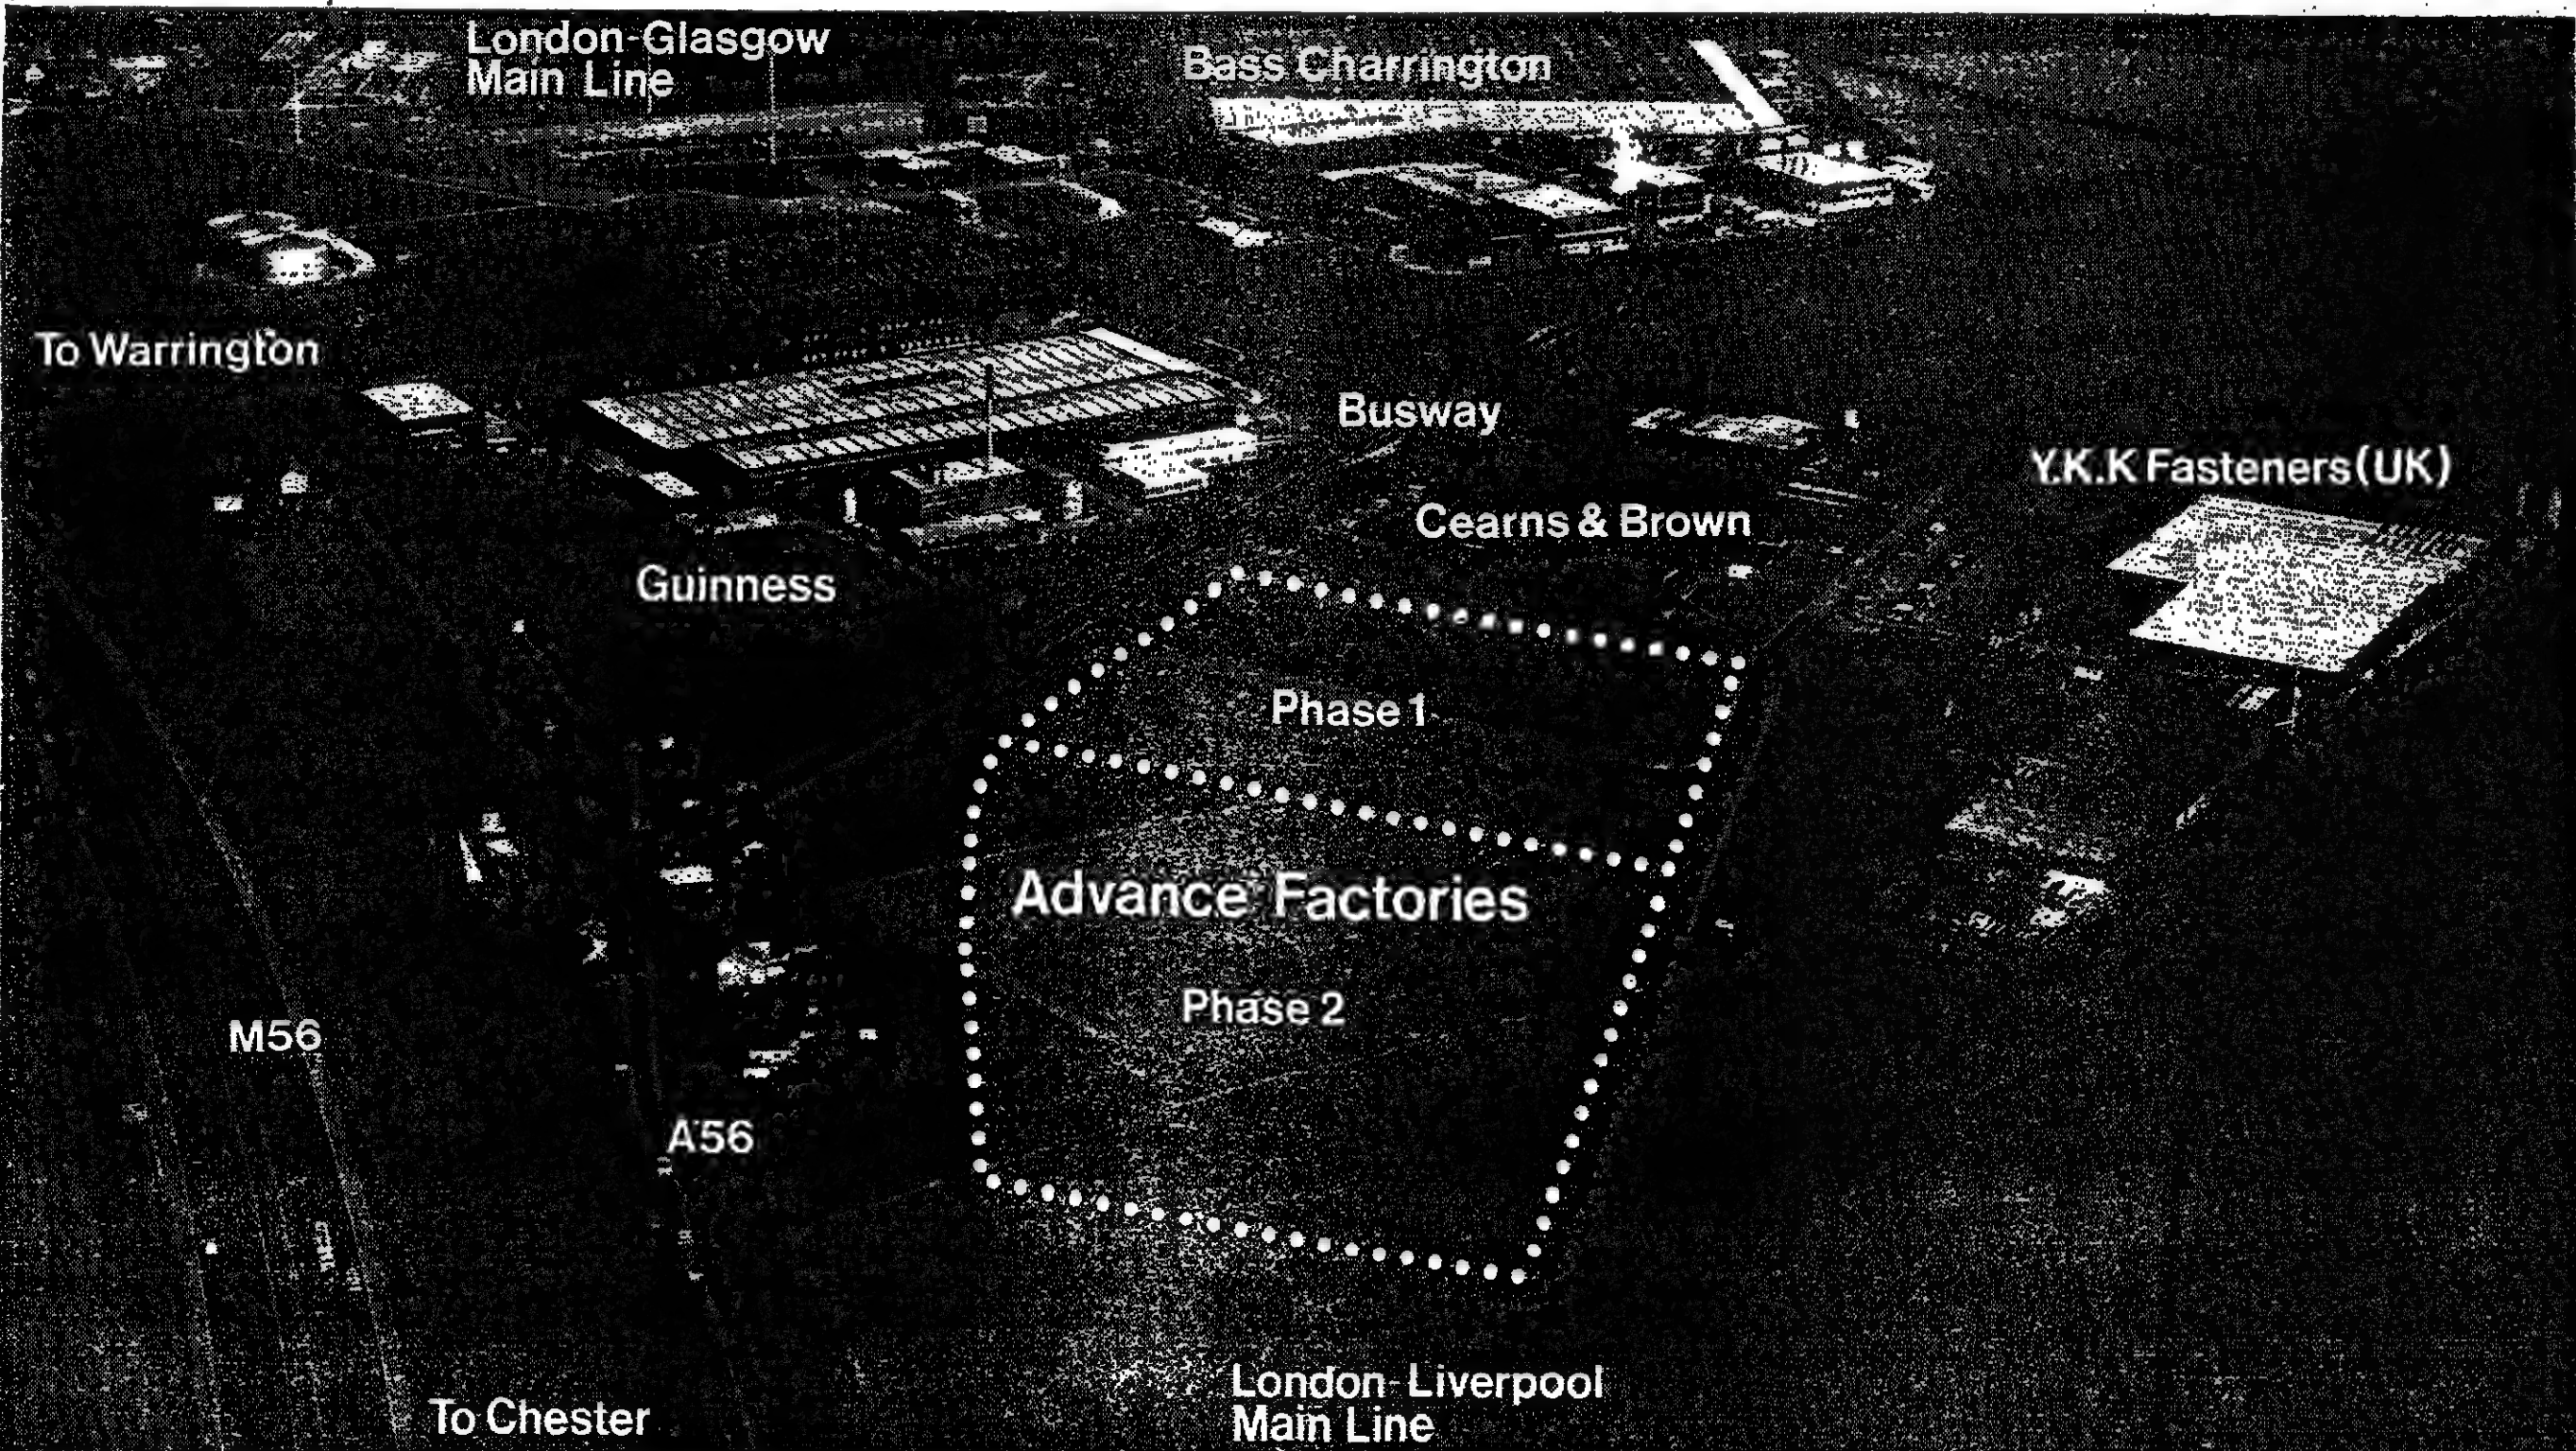 London-Glasgow
Main Line
Bass Charrington
To Warrington
Busway
Y.K.K Fasteners (UK)
Cearns & Brown
Guinness
Phase 1
Advance Factories
Phase 2
M56
A56
London-Liverpool
Main Line
To Chester